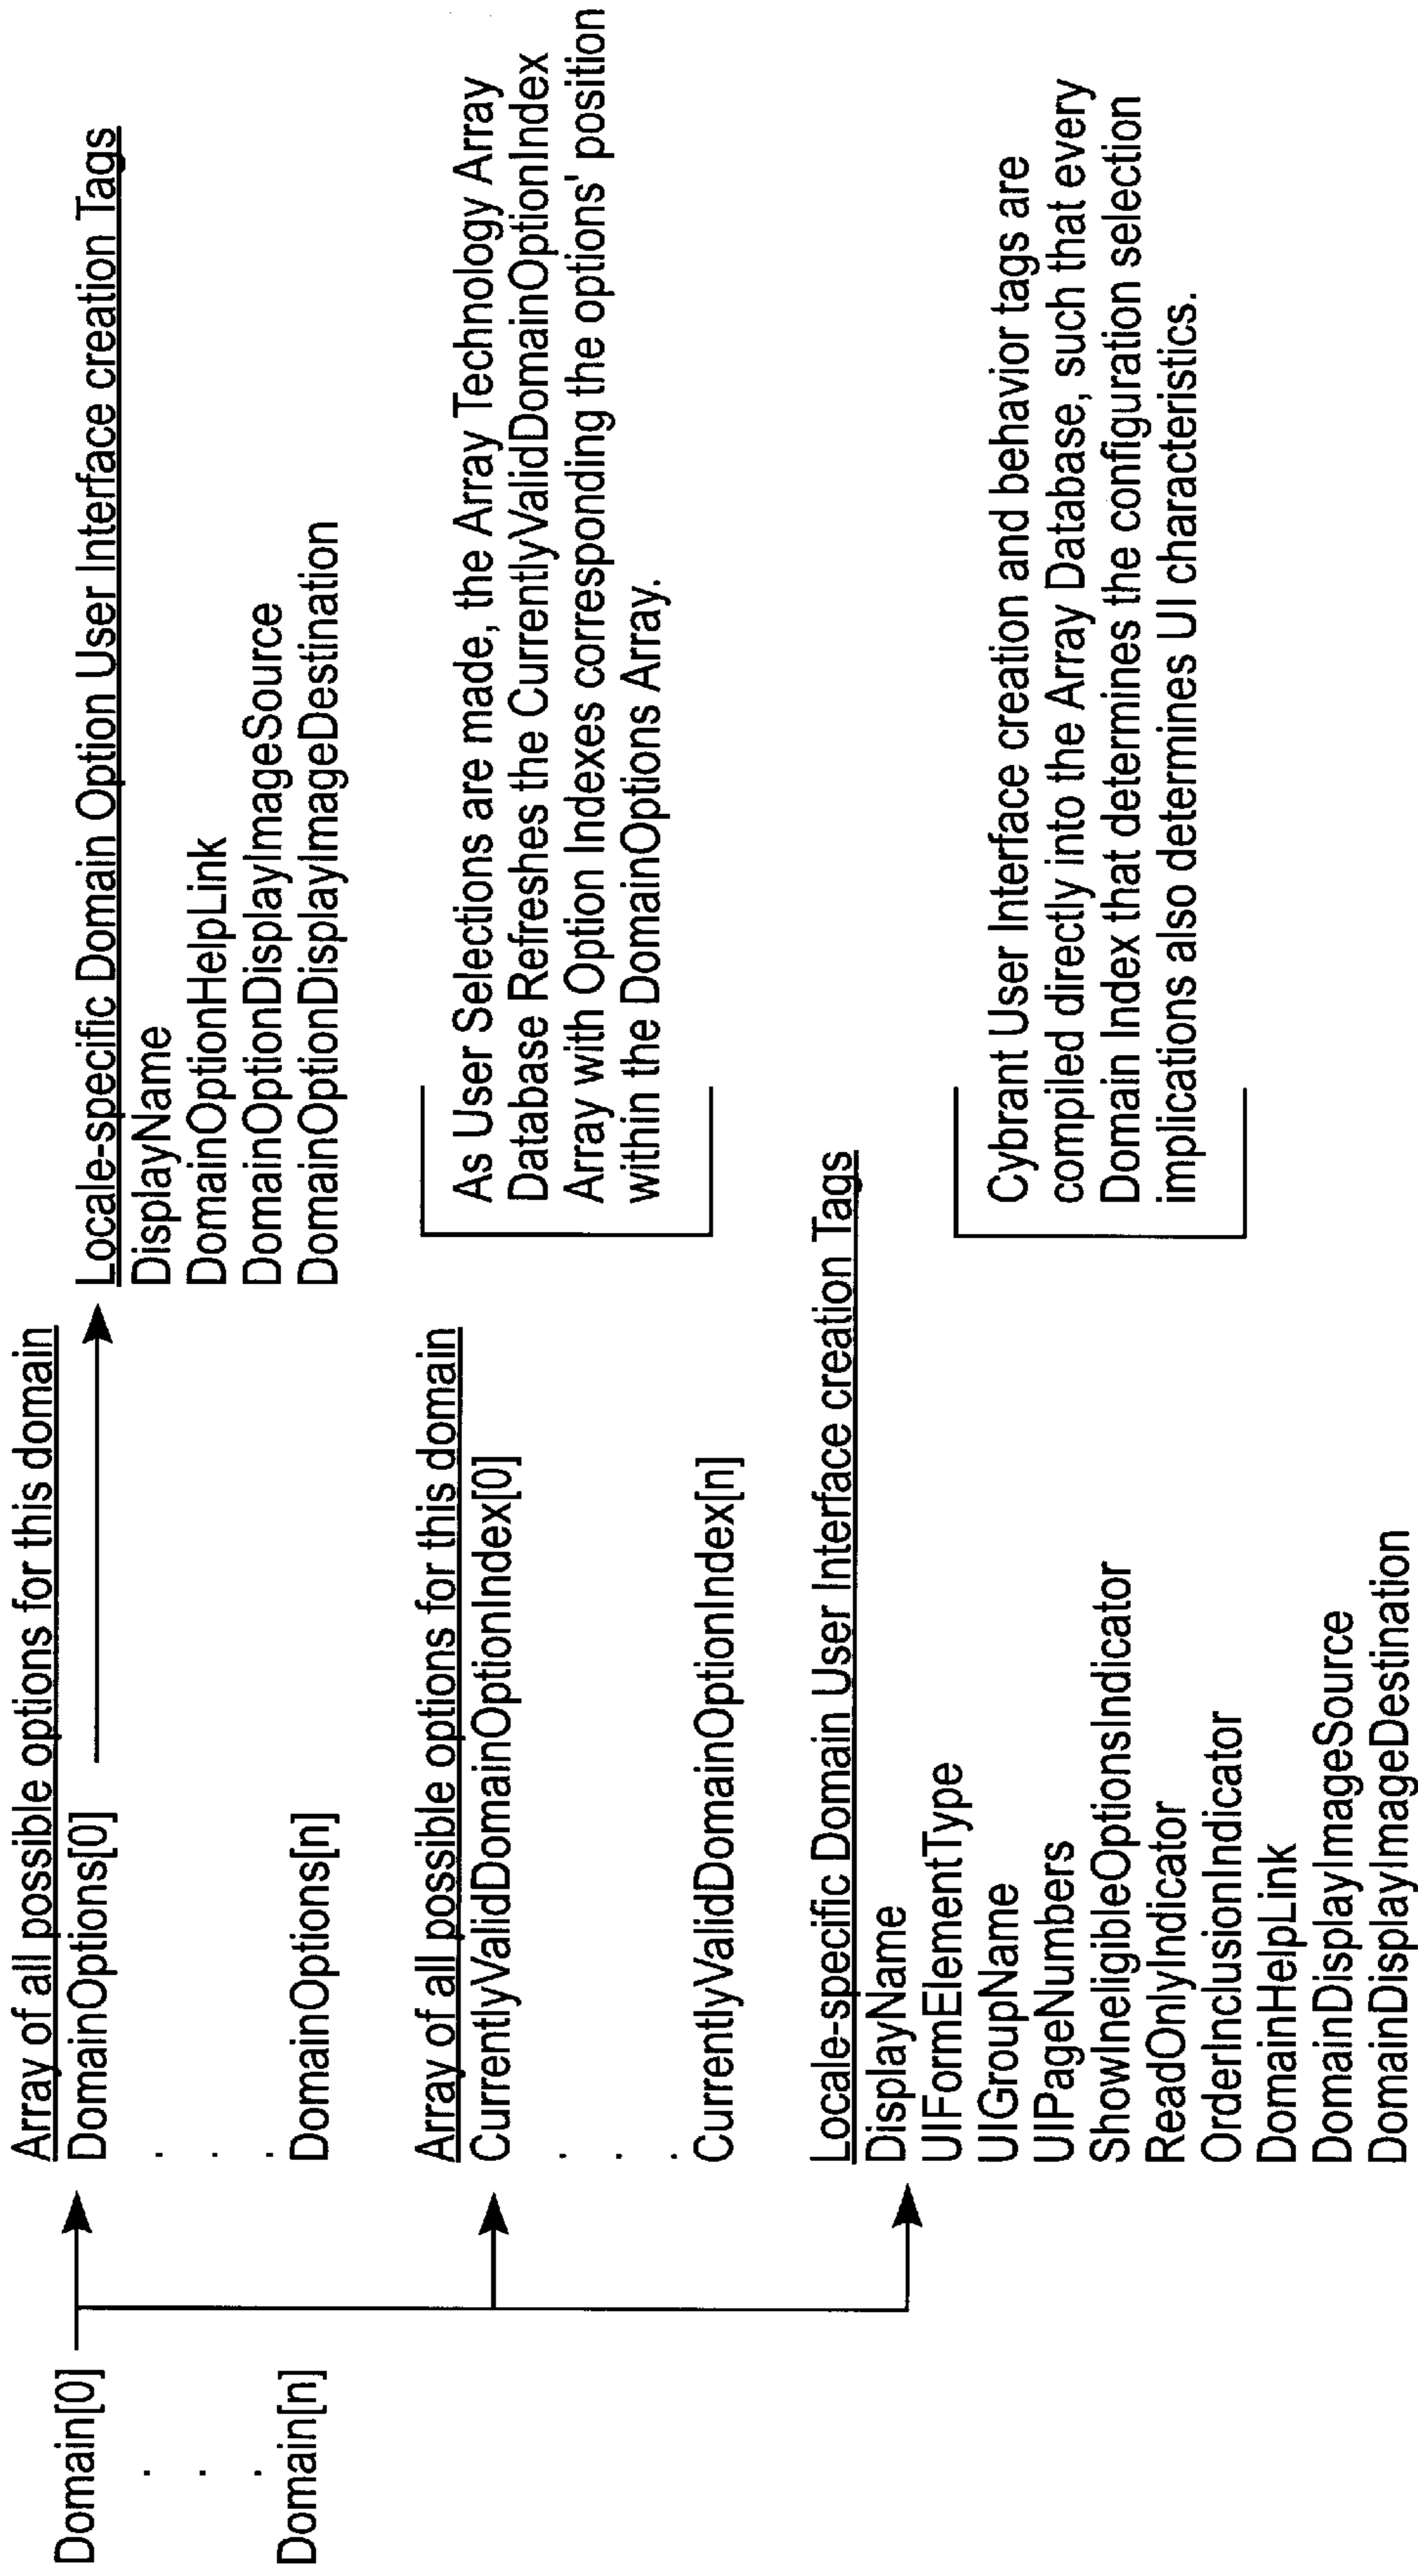 Domain[0]
.
.
.
Domain[n]
Array of all possible options for this domain
DomainOptions[0]
.
.
.
DomainOptions[n]
Locale-specific Domain Option User Interface creation Tags
DisplayName
DomainOptionHelpLink
DomainOptionDisplayImageSource
DomainOptionDisplayImageDestination
Array of all possible options for this domain
CurrentlyValidDomainOptionIndex[0]
.
.
.
CurrentlyValidDomainOptionIndex[n]
As User Selections are made, the Array Technology Array
Database Refreshes the CurrentlyValidDomainOptionIndex
Array with Option Indexes corresponding the options' position
within the DomainOptions Array.
Locale-specific Domain User Interface creation Tags
DisplayName
UIFormElementType
UIGroupName
UIPageNumbers
ShowIneligibleOptionsIndicator
ReadOnlyIndicator
OrderInclusionIndicator
DomainHelpLink
DomainDisplayImageSource
DomainDisplayImageDestination
Cybrant User Interface creation and behavior tags are
compiled directly into the Array Database, such that every
Domain Index that determines the configuration selection
implications also determines UI characteristics.